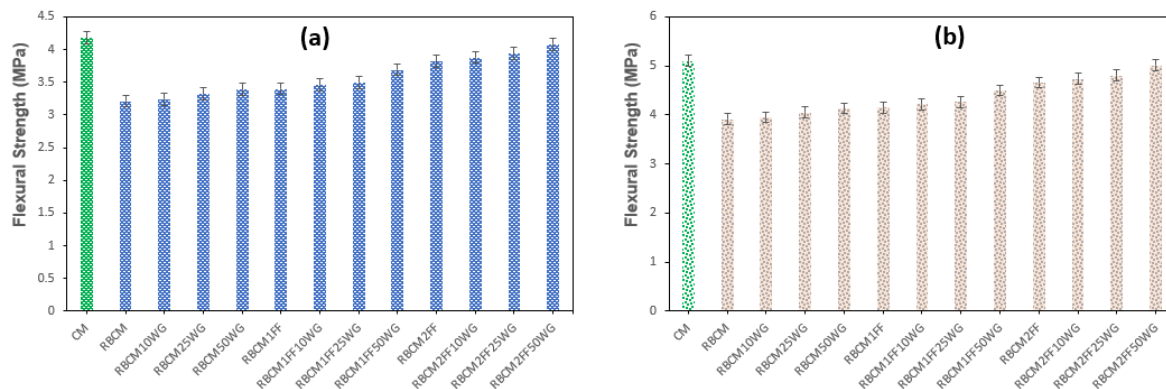 (a)
Flexural Strength (MPa)
4.5
4
3.5
3
2.5
2
1.5
1
0.5
0
CM
RBCM
RBCM10WG
RBCM25WG
RBCM50WG
RBCM1FF
RBCM1FF10WG
RBCM1FF25WG
RBCM1FF50WG
RBCM2FF
RBCM2FF10WG
RBCM2FF25WG
RBCM2FF50WG
(b)
Flexural Strength (MPa)
6
5
4
3
2
1
0
CM
RBCM
RBCM10WG
RBCM25WG
RBCM50WG
RBCM1FF
RBCM1FF10WG
RBCM1FF25WG
RBCM1FF50WG
RBCM2FF
RBCM2FF10WG
RBCM2FF25WG
RBCM2FF50WG